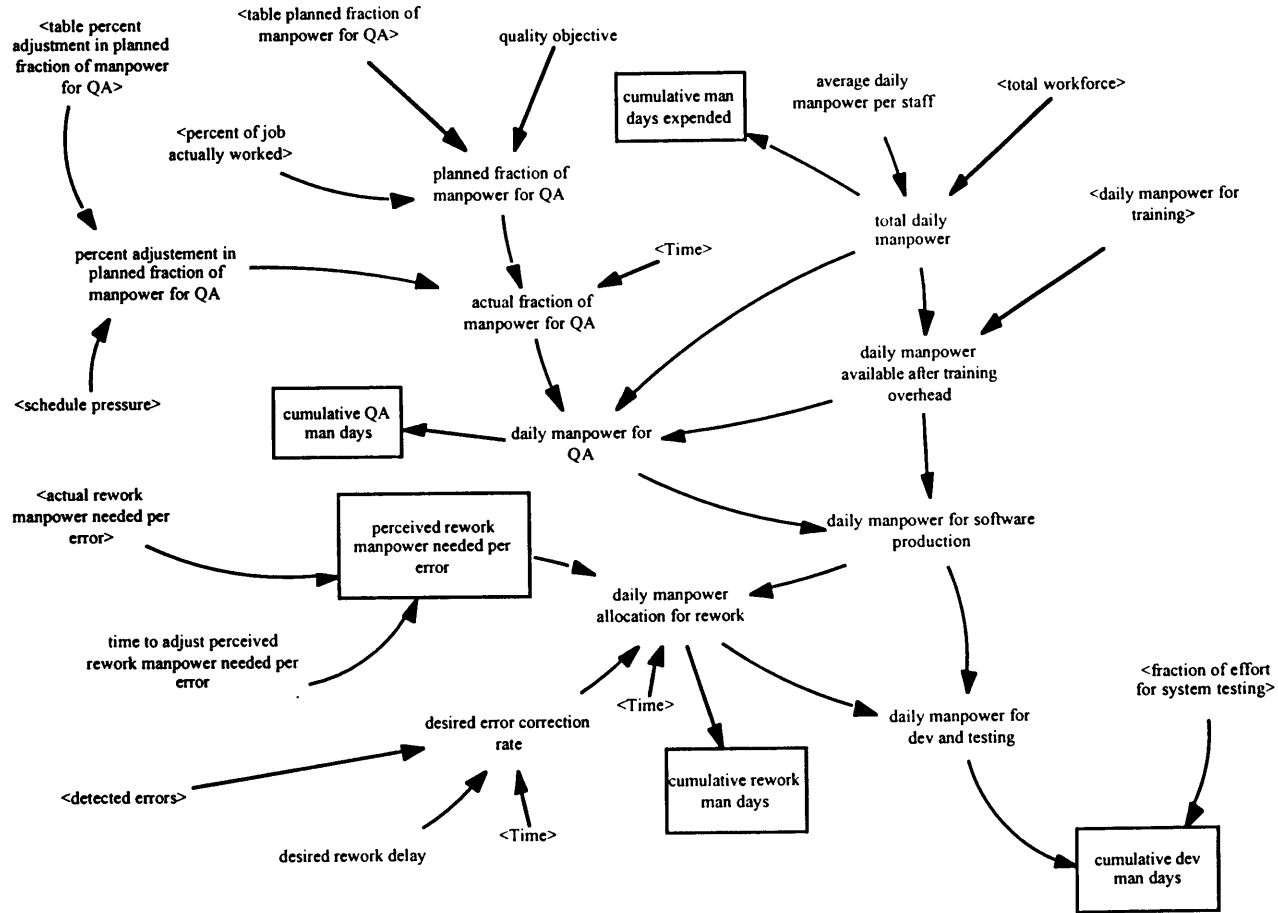 <table percent
adjustment in planned
fraction of manpower
for QA>
<table planned fraction of
manpower for QA>
quality objective
cumulative man
days expended
average daily
manpower per staff
<total workforce>
<percent of job
actually worked>
planned fraction of
manpower for QA
<daily manpower for
training>
total daily
manpower
percent adjustement in
planned fraction of
manpower for QA
<Time>
actual fraction of
manpower for QA
daily manpower
available after training
overhead
<schedule pressure>
cumulative QA
man days
daily manpower for
QA
<actual rework
manpower needed per
error>
perceived rework
manpower needed per
error
daily manpower for software
production
daily manpower
allocation for rework
time to adjust perceived
rework manpower needed per
error
<fraction of effort
for system testing>
<Time>
desired error correction
rate
daily manpower for
dev and testing
<detected errors>
cumulative rework
man days
<Time>
desired rework delay
cumulative dev
man days